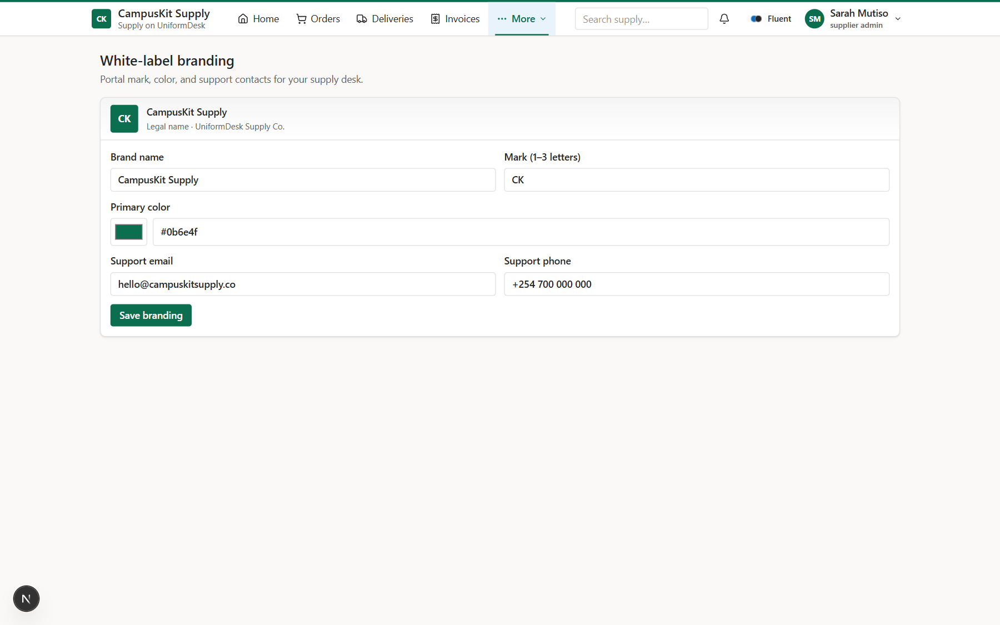 CK
CampusKit Supply
Supply on UniformDesk
Home
Orders
Deliveries
Invoices
More
Search supply...
Fluent
SM
Sarah Mutiso
supplier admin
White-label branding
Portal mark, color, and support contacts for your supply desk.
CK
CampusKit Supply
Legal name · UniformDesk Supply Co.
Brand name
Mark (1–3 letters)
CampusKit Supply
CK
Primary color
#0b6e4f
Support email
Support phone
hello@campuskitsupply.co
+254 700 000 000
Save branding
N